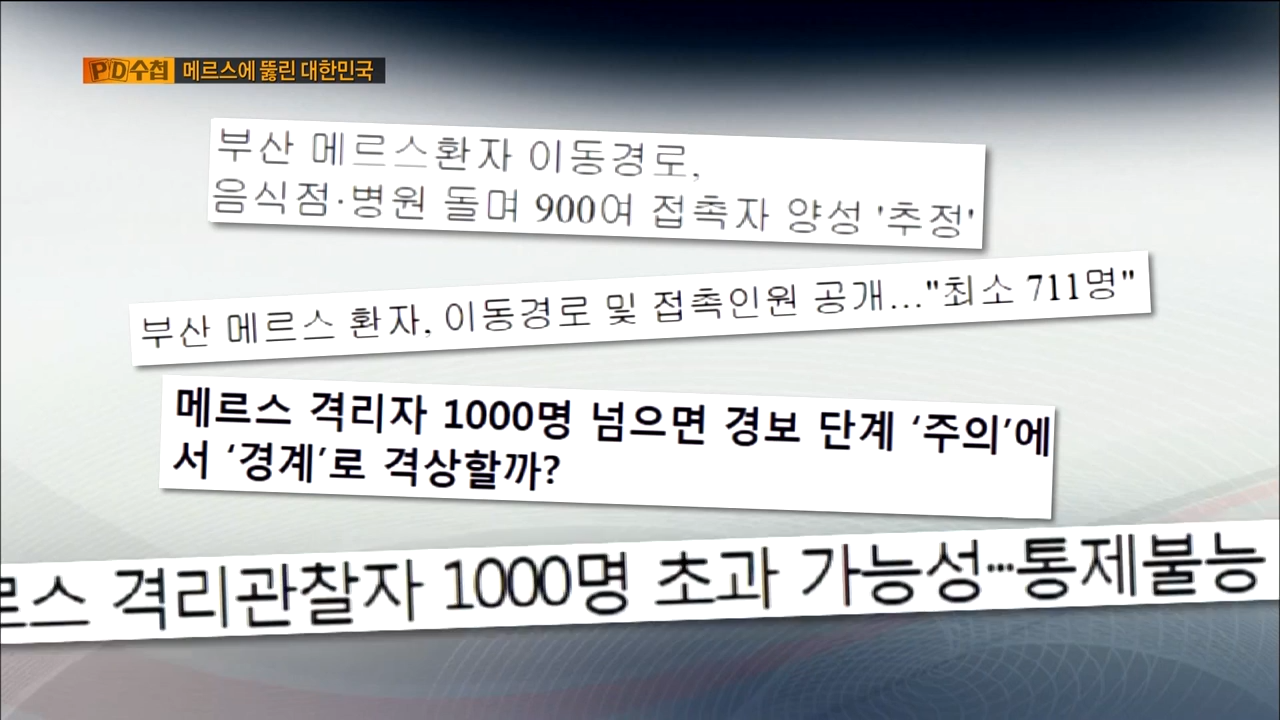 PD수첩 메르스에 뚫린 대한민국
부산 메르스환자 이동경로,
음식점·병원 돌며 900여 접촉자 양성 '추정'
부산 메르스 환자, 이동경로 및 접촉인원 공개..."최소 711명"
메르스 격리자 1000명 넘으면 경보 단계 ‘주의’에
서 ‘경계’로 격상할까?
르스 격리관찰자 1000명 초과 가능성…통제불능